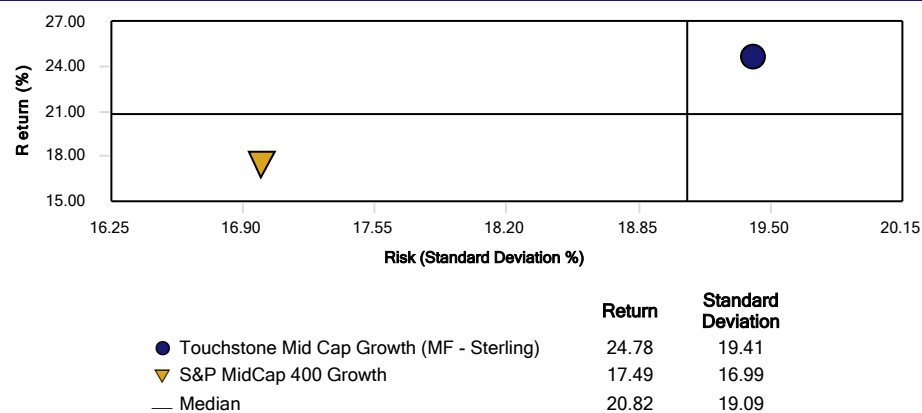 27.00
24.00
21.00
18.00
15.00
Return (%)
16.25 16.90 17.55 18.20 18.85 19.50 20.15
Risk (Standard Deviation %)
Return Standard Deviation
Touchstone Mid Cap Growth (MF - Sterling) 24.78 19.41
S&P MidCap 400 Growth 17.49 16.99
Median 20.82 19.09